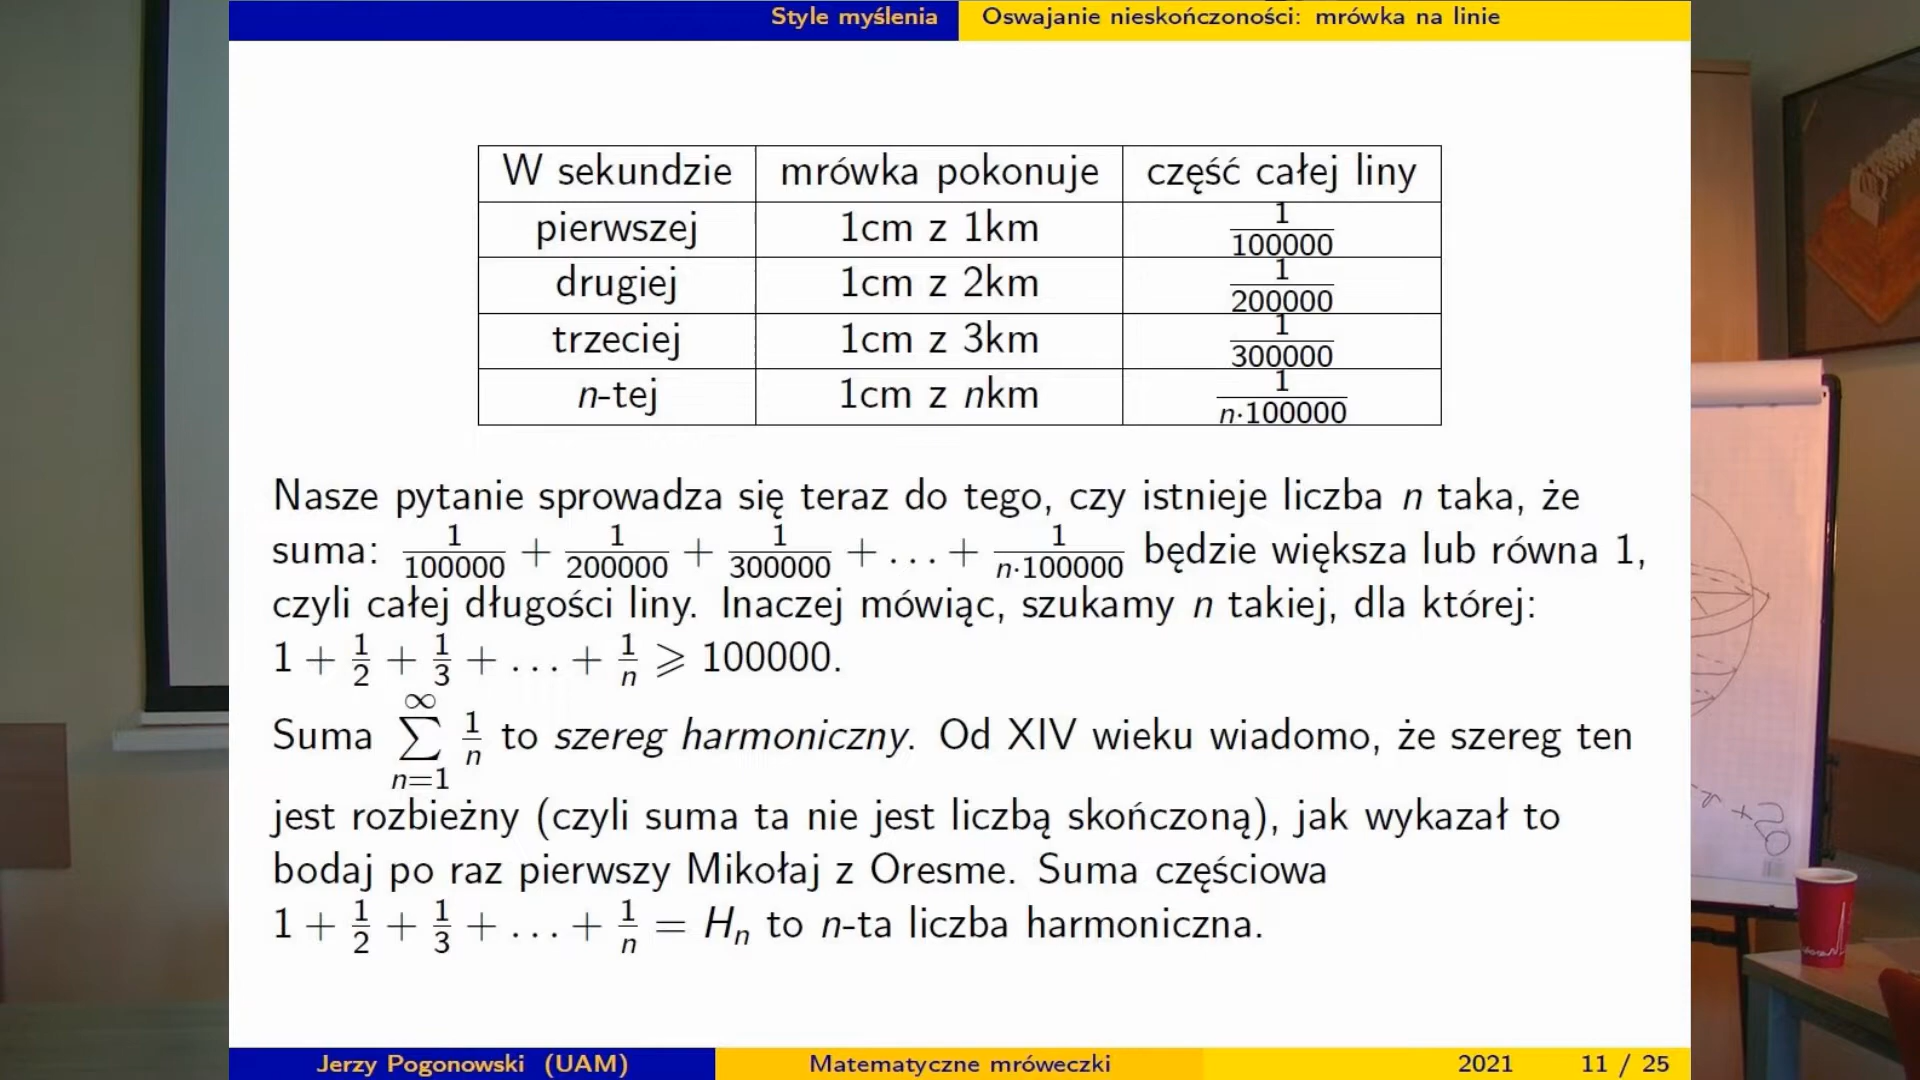 Style myślenia Oswajanie nieskończoności: mrówka na linie
W sekundzie mrówka pokonuje część całej liny
pierwszej 1cm z 1km 1/100000
drugiej 1cm z 2km 1/200000
trzeciej 1cm z 3km 1/300000
n-tej 1cm z nkm 1/n·100000
Nasze pytanie sprowadza się teraz do tego, czy istnieje liczba n taka, że
suma: 1/100000 + 1/200000 + 1/300000 + ... + 1/n·100000 będzie większa lub równa 1,
czyli całej długości liny. Inaczej mówiąc, szukamy n takiej, dla której:
1 + 1/2 + 1/3 + ... + 1/n ⩾ 100000.
Suma ∞∑n=1 1/n to szereg harmoniczny. Od XIV wieku wiadomo, że szereg ten
jest rozbieżny (czyli suma ta nie jest liczbą skończoną), jak wykazał to
bodaj po raz pierwszy Mikołaj z Oresme. Suma częściowa
1 + 1/2 + 1/3 + ... + 1/n = Hn to n-ta liczba harmoniczna.
Jerzy Pogonowski (UAM) Matematyczne mróweczki 2021 11 / 25